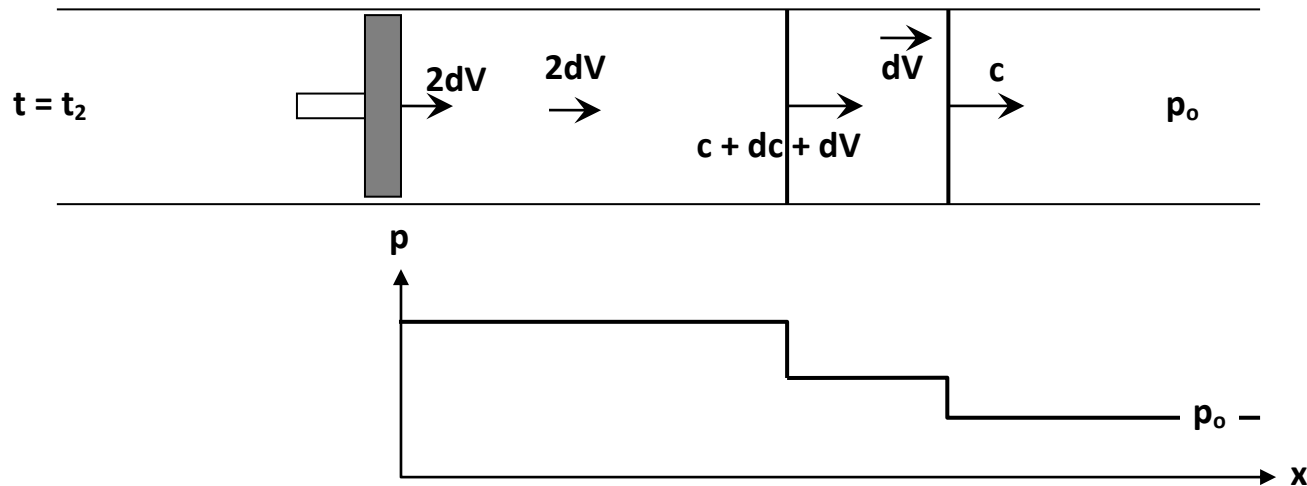 t = t₂
2dV
2dV
dV
c
c + dc + dV
pₒ
p
pₒ
x